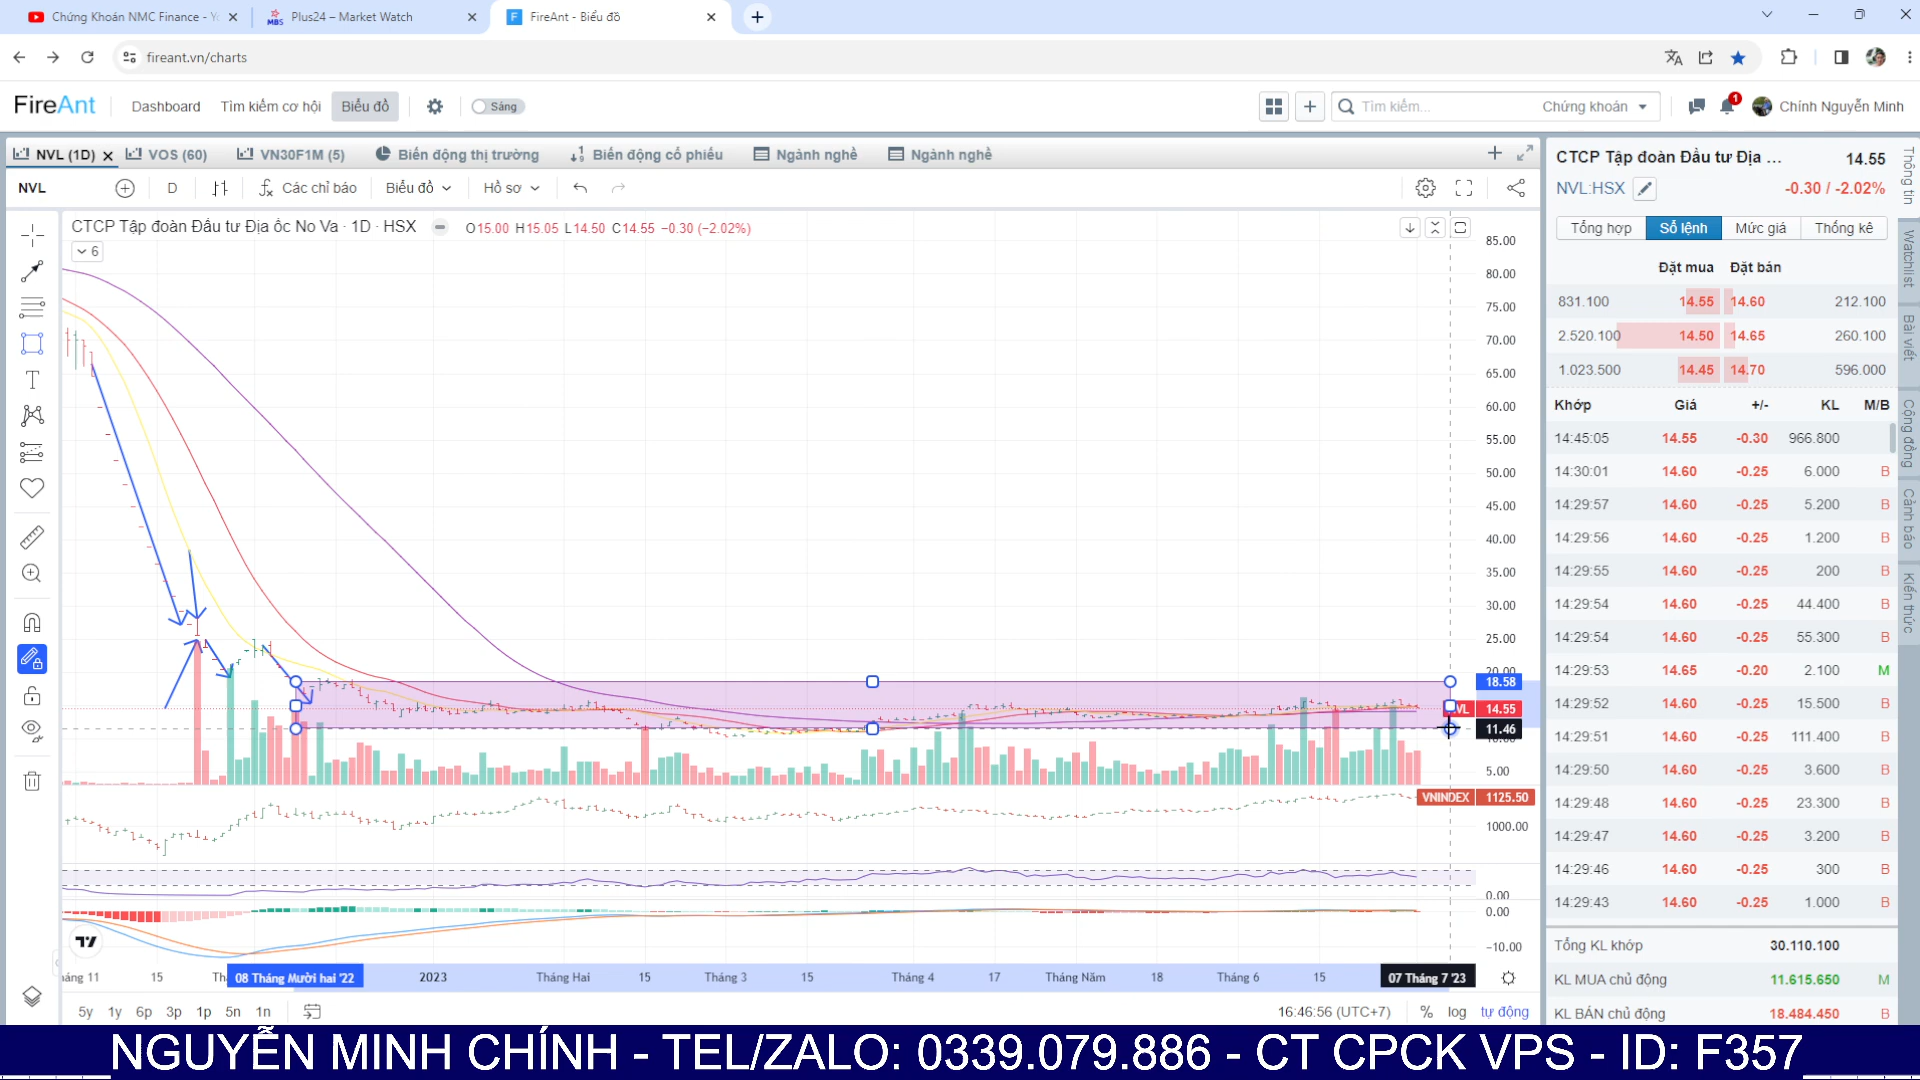 Chứng Khoán NMC Finance - Y
MBS
Plus24 – Market Watch
F
FireAnt - Biểu đồ
fireant.vn/charts
FireAnt
Dashboard
Tìm kiếm cơ hội
Biểu đồ
Sáng
Tìm kiếm...
Chứng khoán
1
Chính Nguyễn Minh
NVL (1D)
VOS (60)
VN30F1M (5)
Biến động thị trường
Biến động cổ phiếu
Ngành nghề
Ngành nghề
NVL
D
Các chỉ báo
Biểu đồ
Hồ sơ
CTCP Tập đoàn Đầu tư Địa ốc No Va · 1D · HSX
O15.00 H15.05 L14.50 C14.55 −0.30 (−2.02%)
6
85.00
80.00
75.00
70.00
65.00
60.00
55.00
50.00
45.00
40.00
35.00
30.00
25.00
20.00
18.58
14.55
11.46
10.00
5.00
VNINDEX 1125.50
1000.00
0.00
0.00
−10.00
15
08 Tháng Mười hai '22
2023
Tháng Hai
15
Tháng 3
15
Tháng 4
17
Tháng Năm
18
Tháng 6
15
07 Tháng 7 '23
5y 1y 6p 3p 1p 5n 1n
16:46:56 (UTC+7)
% log tự động
CTCP Tập đoàn Đầu tư Địa ... 14.55
NVL:HSX -0.30 / -2.02%
Tổng hợp Sổ lệnh Mức giá Thống kê
Đặt mua Đặt bán
831.100 14.55 14.60 212.100
2.520.100 14.50 14.65 260.100
1.023.500 14.45 14.70 596.000
Khớp Giá +/- KL M/B
14:45:05 14.55 -0.30 966.800
14:30:01 14.60 -0.25 6.000 B
14:29:57 14.60 -0.25 5.200 B
14:29:56 14.60 -0.25 1.200 B
14:29:55 14.60 -0.25 200 B
14:29:54 14.60 -0.25 44.400 B
14:29:54 14.60 -0.25 55.300 B
14:29:53 14.65 -0.20 2.100 M
14:29:52 14.60 -0.25 15.500 B
14:29:51 14.60 -0.25 111.400 B
14:29:50 14.60 -0.25 3.600 B
14:29:48 14.60 -0.25 23.300 B
14:29:47 14.60 -0.25 3.200 B
14:29:46 14.60 -0.25 300 B
14:29:43 14.60 -0.25 1.000 B
Tổng KL khớp 30.110.100
KL MUA chủ động 11.615.650 M
KL BÁN chủ động 18.484.450 B
Thông tin
Watchlist
Bài viết
Cộng đồng
Cảnh báo
Kiến thức
NGUYỄN MINH CHÍNH - TEL/ZALO: 0339.079.886 - CT CPCK VPS - ID: F357